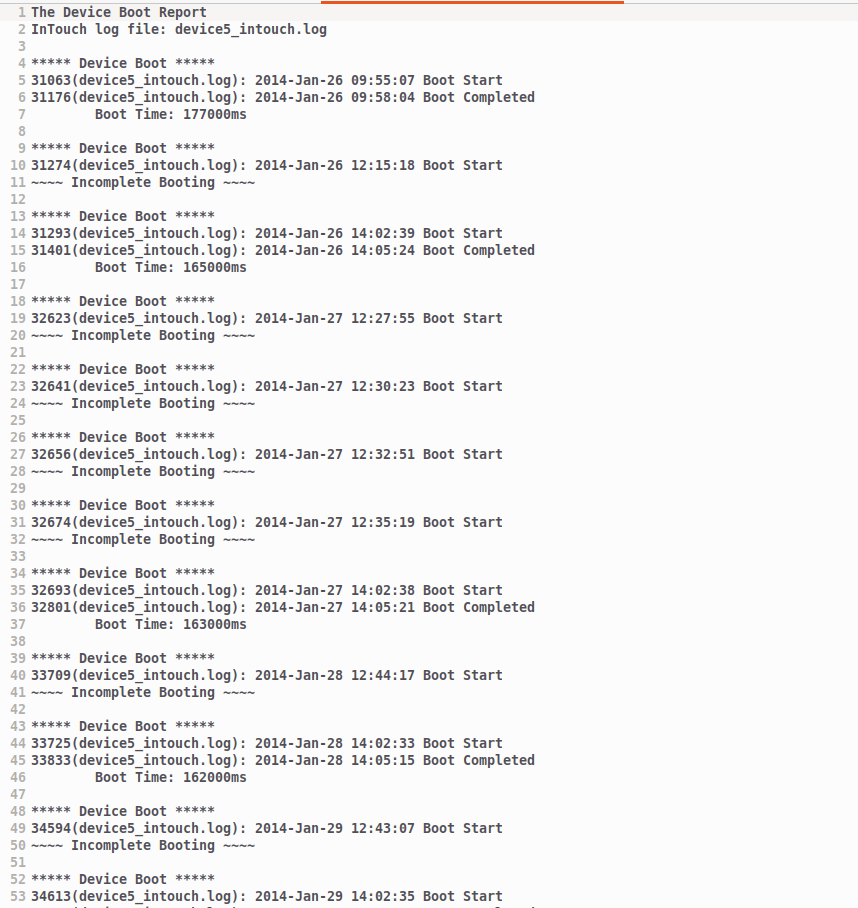 1 The Device Boot Report
2 InTouch log file: device5_intouch.log
3
4 ***** Device Boot *****
5 31063(device5_intouch.log): 2014-Jan-26 09:55:07 Boot Start
6 31176(device5_intouch.log): 2014-Jan-26 09:58:04 Boot Completed
7         Boot Time: 177000ms
8
9 ***** Device Boot *****
10 31274(device5_intouch.log): 2014-Jan-26 12:15:18 Boot Start
11 ~~~~ Incomplete Booting ~~~~
12
13 ***** Device Boot *****
14 31293(device5_intouch.log): 2014-Jan-26 14:02:39 Boot Start
15 31401(device5_intouch.log): 2014-Jan-26 14:05:24 Boot Completed
16         Boot Time: 165000ms
17
18 ***** Device Boot *****
19 32623(device5_intouch.log): 2014-Jan-27 12:27:55 Boot Start
20 ~~~~ Incomplete Booting ~~~~
21
22 ***** Device Boot *****
23 32641(device5_intouch.log): 2014-Jan-27 12:30:23 Boot Start
24 ~~~~ Incomplete Booting ~~~~
25
26 ***** Device Boot *****
27 32656(device5_intouch.log): 2014-Jan-27 12:32:51 Boot Start
28 ~~~~ Incomplete Booting ~~~~
29
30 ***** Device Boot *****
31 32674(device5_intouch.log): 2014-Jan-27 12:35:19 Boot Start
32 ~~~~ Incomplete Booting ~~~~
33
34 ***** Device Boot *****
35 32693(device5_intouch.log): 2014-Jan-27 14:02:38 Boot Start
36 32801(device5_intouch.log): 2014-Jan-27 14:05:21 Boot Completed
37         Boot Time: 163000ms
38
39 ***** Device Boot *****
40 33709(device5_intouch.log): 2014-Jan-28 12:44:17 Boot Start
41 ~~~~ Incomplete Booting ~~~~
42
43 ***** Device Boot *****
44 33725(device5_intouch.log): 2014-Jan-28 14:02:33 Boot Start
45 33833(device5_intouch.log): 2014-Jan-28 14:05:15 Boot Completed
46         Boot Time: 162000ms
47
48 ***** Device Boot *****
49 34594(device5_intouch.log): 2014-Jan-29 12:43:07 Boot Start
50 ~~~~ Incomplete Booting ~~~~
51
52 ***** Device Boot *****
53 34613(device5_intouch.log): 2014-Jan-29 14:02:35 Boot Start